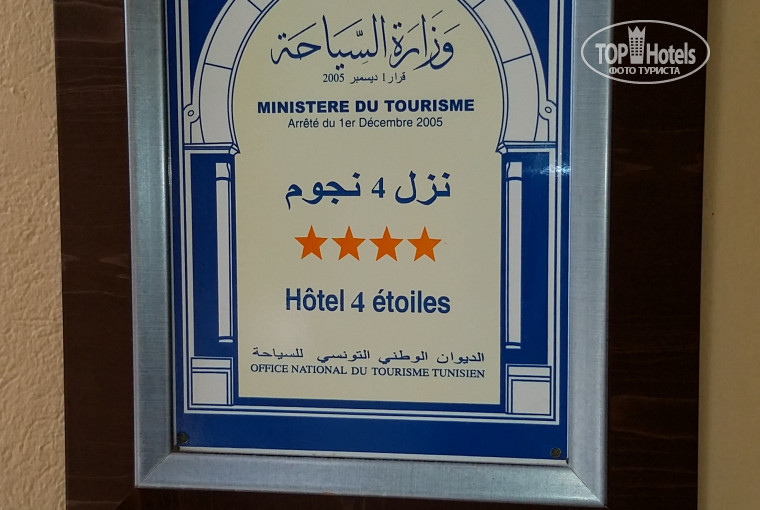 وزارة السياحة
قرار 1 ديسمبر 2005
MINISTERE DU TOURISME
Arrêté du 1er Décembre 2005
نزل 4 نجوم
Hôtel 4 étoiles
الديوان الوطني التونسي للسياحة
OFFICE NATIONAL DU TOURISME TUNISIEN
TOP Hotels
ФОТО ТУРИСТА